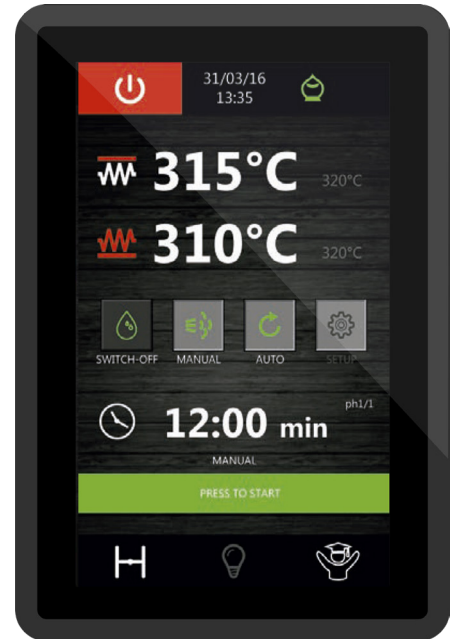 31/03/16
13:35
315°C 320°C
310°C 320°C
SWITCH-OFF MANUAL AUTO SETUP
ph1/1
12:00 min
MANUAL
PRESS TO START